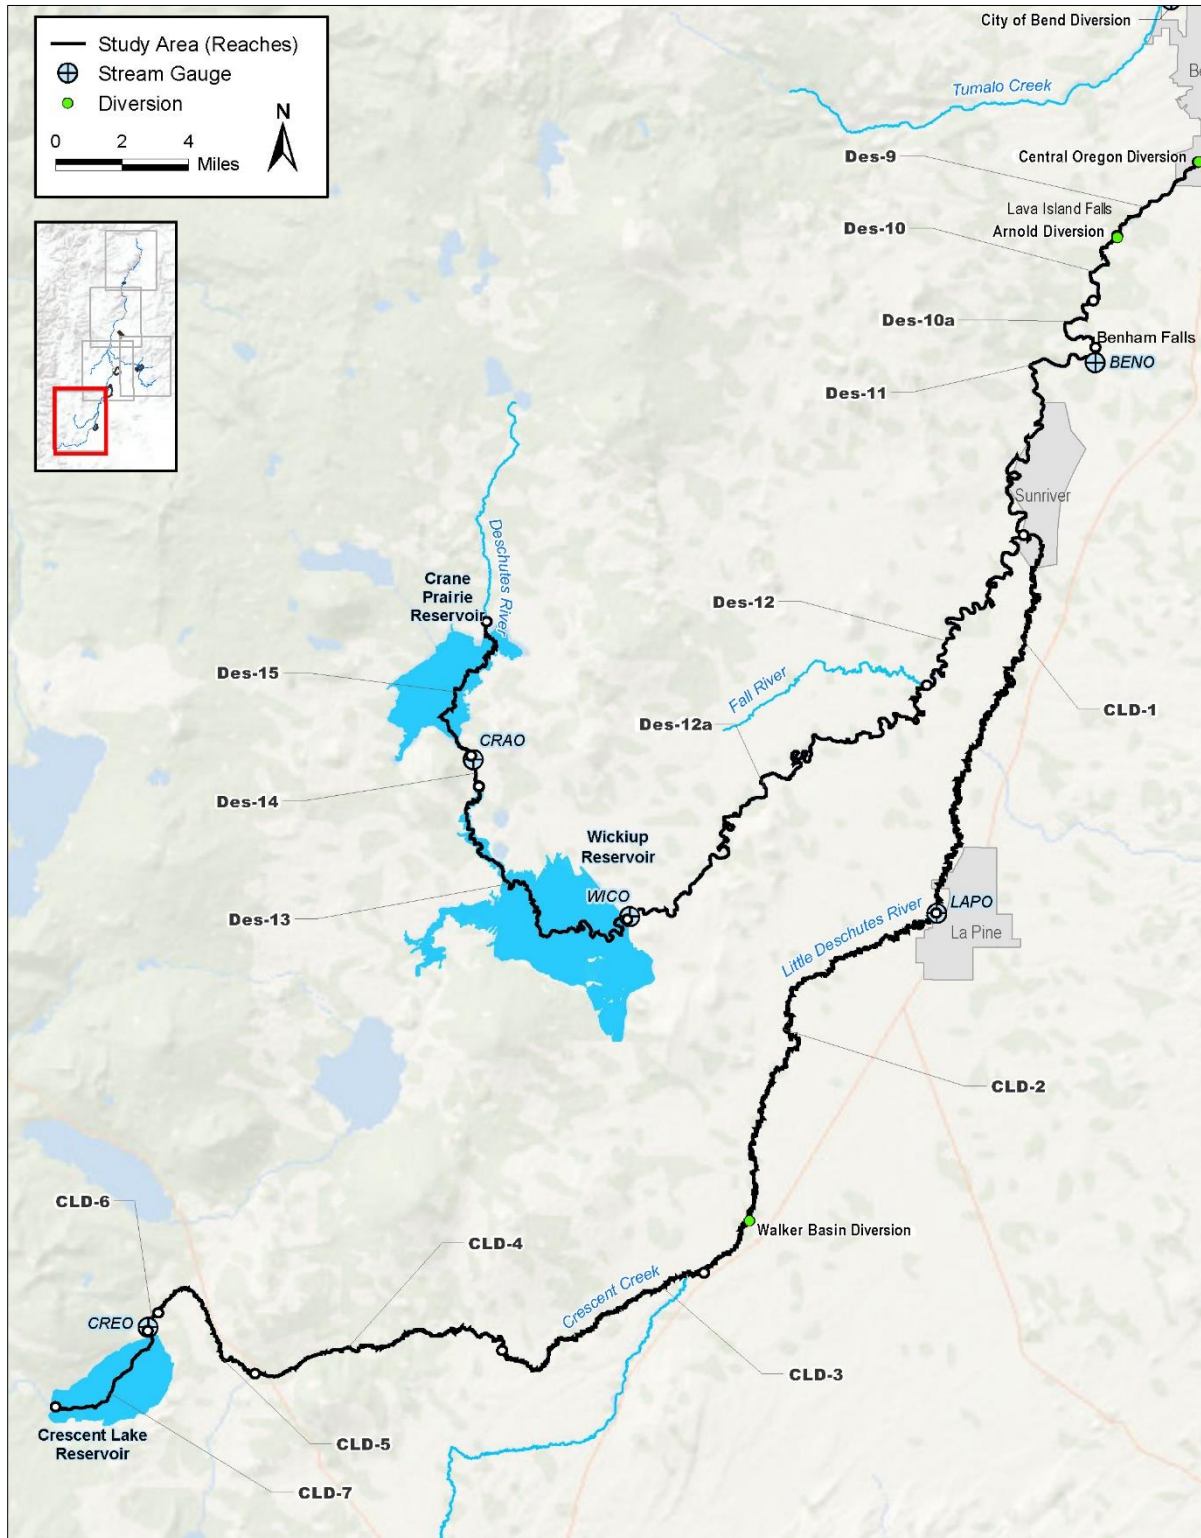 Study Area (Reaches)
Stream Gauge
Diversion
0 2 4
Miles
N
City of Bend Diversion
Be
Tumalo Creek
Des-9
Central Oregon Diversion
Lava Island Falls
Arnold Diversion
Des-10
Des-10a
Benham Falls
BENO
Des-11
Sunriver
Deschutes River
Crane
Prairie
Reservoir
Des-12
Des-15
Fall River
Des-12a
CLD-1
CRAO
Des-14
Wickiup
Reservoir
WICO
LAPO
Des-13
La Pine
Little Deschutes River
CLD-2
CLD-6
Walker Basin Diversion
CLD-4
Crescent Creek
CREO
CLD-3
Crescent Lake
Reservoir
CLD-5
CLD-7